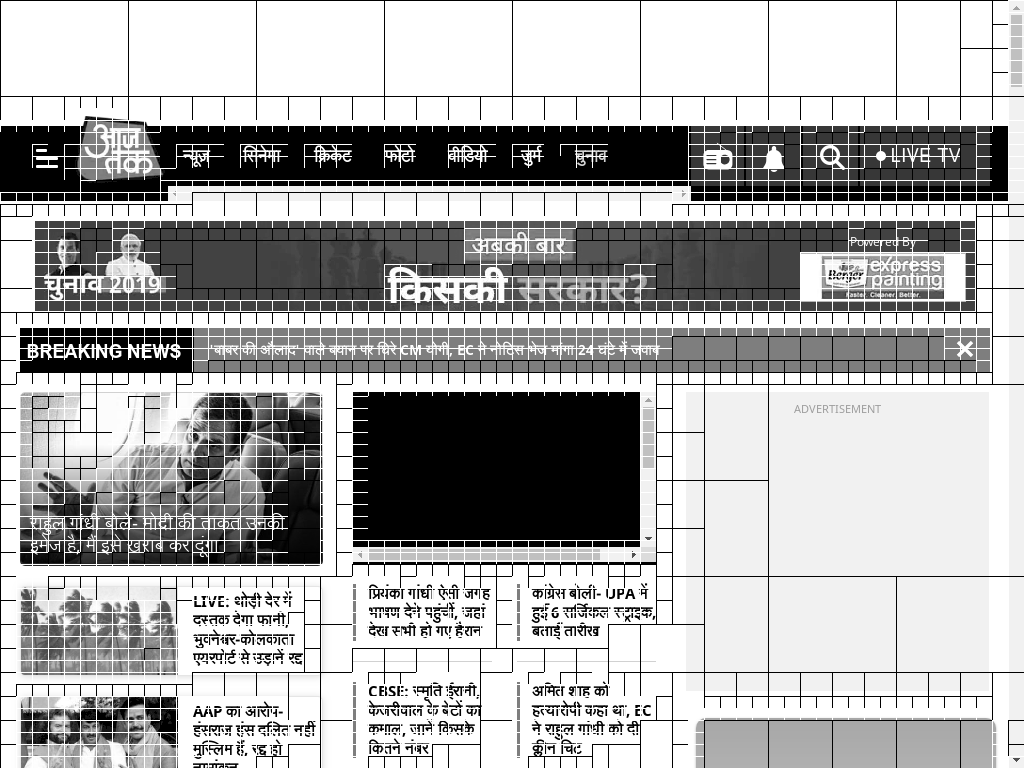 आज
तक
न्यूज़
सिनेमा
क्रिकेट
फोटो
वीडियो
जुर्म
चुनाव
LIVE TV
अबकी बार
किसकी सरकार?
चुनाव 2019
Powered By
Berger
express
painting
Faster. Cleaner. Better.
BREAKING NEWS
'बाबर की औलाद' वाले बयान पर घिरे CM योगी, EC ने नोटिस भेज मांगा 24 घंटे में जवाब
राहुल गांधी बोले- मोदी की ताकत उनकी
इमेज है, मैं इसे खराब कर दूंगा
ADVERTISEMENT
LIVE: थोड़ी देर में
दस्तक देगा फानी,
भुवनेश्वर-कोलकाता
एयरपोर्ट से उड़ानें रद्द
प्रियंका गांधी ऐसी जगह
भाषण देने पहुंचीं, जहां
देख सभी हो गए हैरान
कांग्रेस बोली- UPA में
हुईं 6 सर्जिकल स्ट्राइक,
बताईं तारीख
AAP का आरोप-
हंसराज हंस दलित नहीं
मुस्लिम हैं, रद्द हो
नामांकन
CBSE: स्मृति ईरानी,
केजरीवाल के बेटों का
कमाल, जानें किसके
कितने नंबर
अमित शाह को
हत्यारोपी कहा था, EC
ने राहुल गांधी को दी
क्लीन चिट